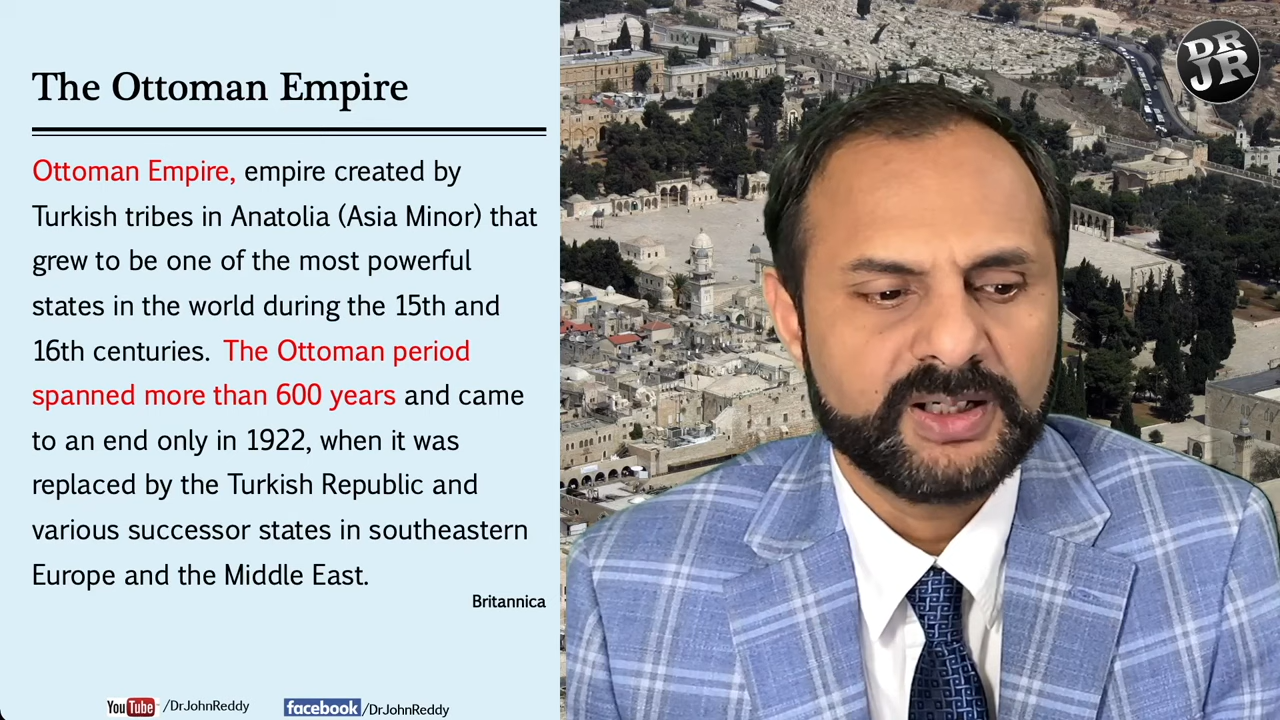 The Ottoman Empire
Ottoman Empire, empire created by
Turkish tribes in Anatolia (Asia Minor) that
grew to be one of the most powerful
states in the world during the 15th and
16th centuries.  The Ottoman period
spanned more than 600 years and came
to an end only in 1922, when it was
replaced by the Turkish Republic and
various successor states in southeastern
Europe and the Middle East.
Britannica
YouTube /DrJohnReddy
facebook /DrJohnReddy
DR
JR